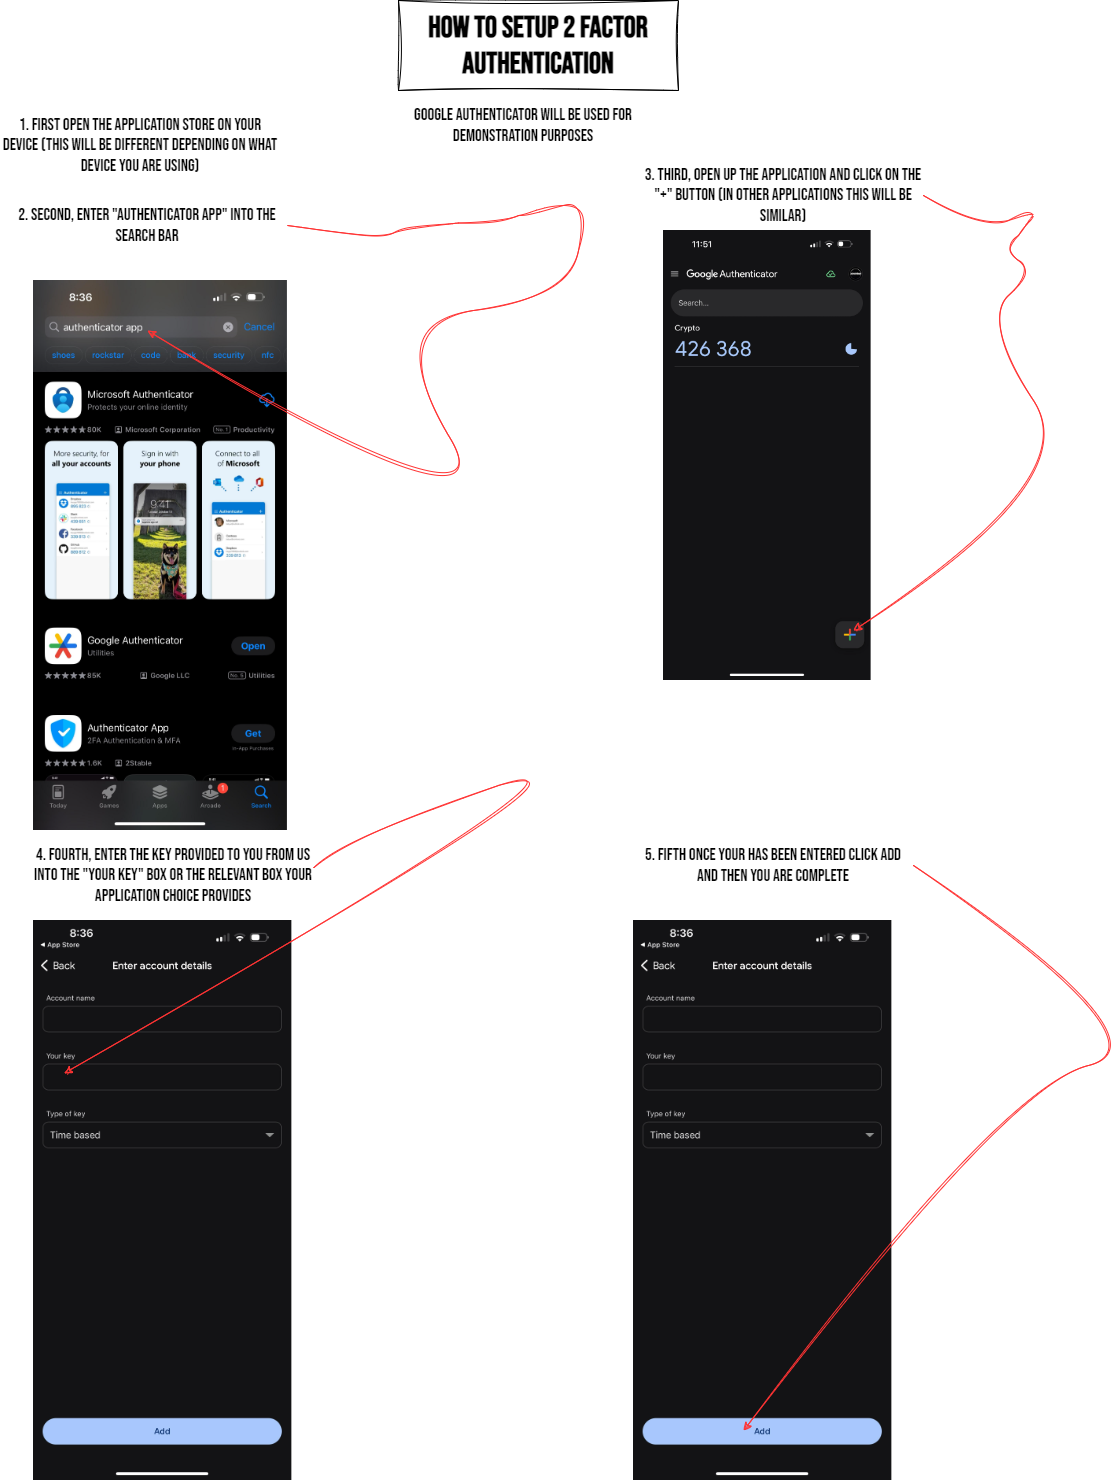 HOW TO SETUP 2 FACTOR
AUTHENTICATION
GOOGLE AUTHENTICATOR WILL BE USED FOR
DEMONSTRATION PURPOSES
1. FIRST OPEN THE APPLICATION STORE ON YOUR
DEVICE (THIS WILL BE DIFFERENT DEPENDING ON WHAT
DEVICE YOU ARE USING)
2. SECOND, ENTER "AUTHENTICATOR APP" INTO THE
SEARCH BAR
8:36
authenticator app
Cancel
shoes rockstar code bank security nfc
Microsoft Authenticator
Protects your online identity
80K Microsoft Corporation No. 1 Productivity
More security, for
all your accounts
Sign in with
your phone
Connect to all
of Microsoft
Authenticator
9:41
Authenticator
Google Authenticator
Utilities
Open
85K Google LLC No. 6 Utilities
Authenticator App
2FA Authentication & MFA
Get
In-App Purchases
1.6K 2Stable
1
Today Games Apps Arcade Search
3. THIRD, OPEN UP THE APPLICATION AND CLICK ON THE
"+" BUTTON (IN OTHER APPLICATIONS THIS WILL BE
SIMILAR)
11:51
Google Authenticator
Search...
Crypto
426 368
4. FOURTH, ENTER THE KEY PROVIDED TO YOU FROM US
INTO THE "YOUR KEY" BOX OR THE RELEVANT BOX YOUR
APPLICATION CHOICE PROVIDES
8:36
App Store
Back Enter account details
Account name
Your key
Type of key
Time based
Add
5. FIFTH ONCE YOUR HAS BEEN ENTERED CLICK ADD
AND THEN YOU ARE COMPLETE
8:36
App Store
Back Enter account details
Account name
Your key
Type of key
Time based
Add